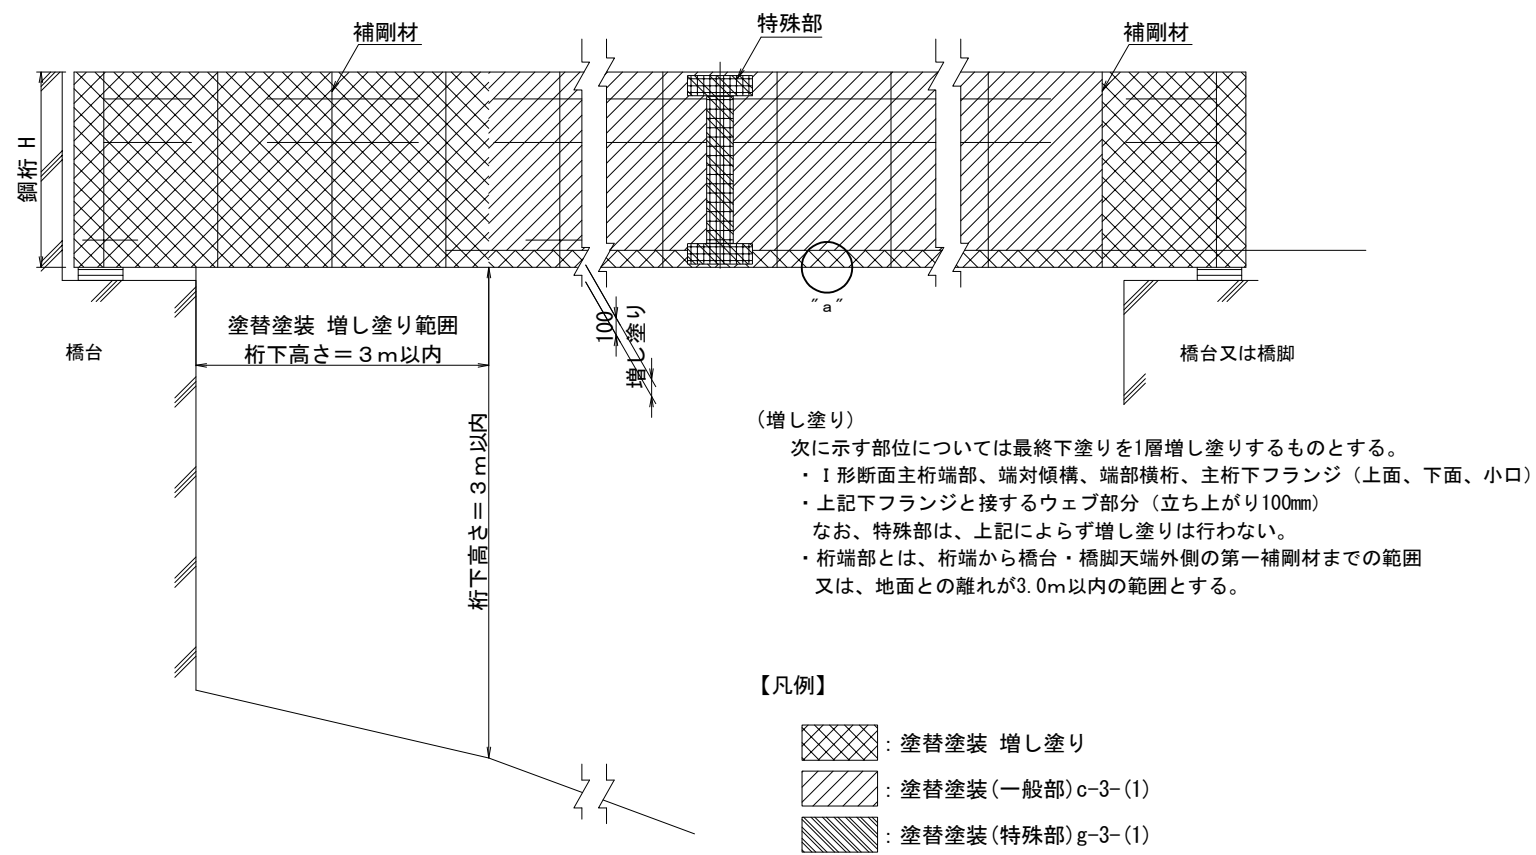 補剛材
特殊部
補剛材
鋼桁 H
塗替塗装 増し塗り範囲
桁下高さ＝３ｍ以内
橋台
100
増し塗り
"a"
橋台又は橋脚
桁下高さ＝３ｍ以内
(増し塗り)
次に示す部位については最終下塗りを1層増し塗りするものとする。
・Ｉ形断面主桁端部、端対傾構、端部横桁、主桁下フランジ（上面、下面、小口）
・上記下フランジと接するウェブ部分（立ち上がり100㎜）
なお、特殊部は、上記によらず増し塗りは行わない。
・桁端部とは、桁端から橋台・橋脚天端外側の第一補剛材までの範囲
又は、地面との離れが3.0ｍ以内の範囲とする。
【凡例】
：塗替塗装 増し塗り
：塗替塗装(一般部)c-3-(1)
：塗替塗装(特殊部)g-3-(1)